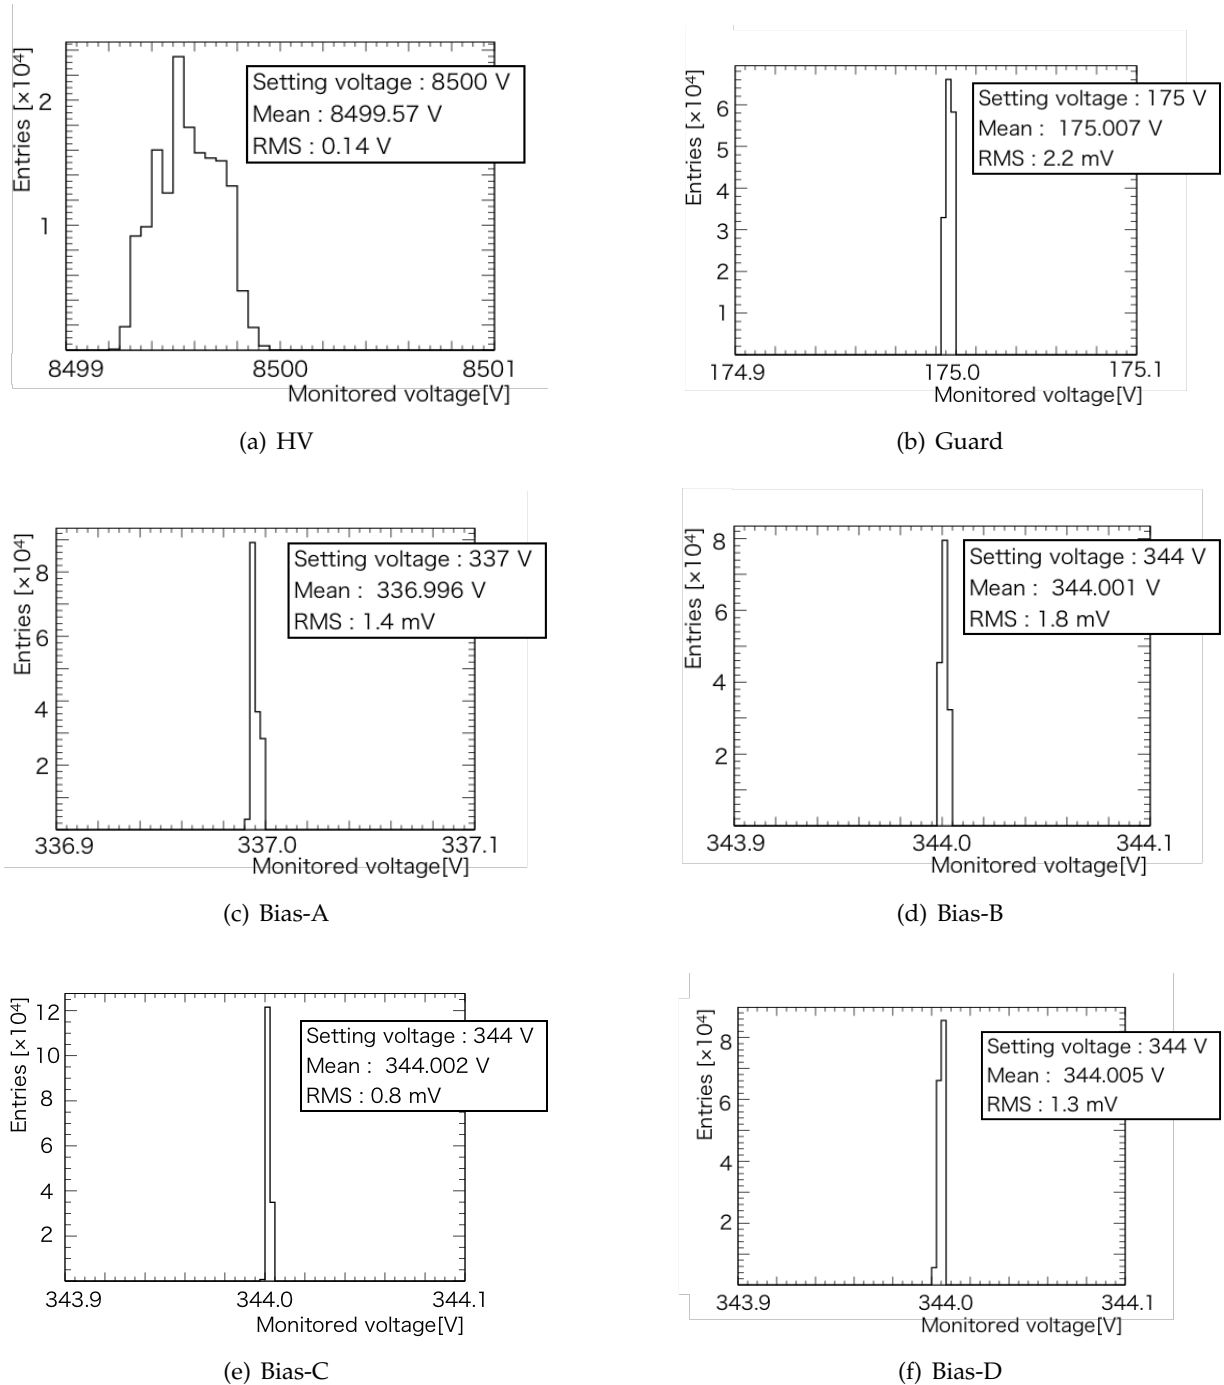 Entries [×10⁴]
2
1
Setting voltage : 8500 V
Mean : 8499.57 V
RMS : 0.14 V
8499 8500 8501
Monitored voltage[V]
(a) HV
Entries [×10⁴]
6
5
4
3
2
1
Setting voltage : 175 V
Mean : 175.007 V
RMS : 2.2 mV
174.9 175.0 175.1
Monitored voltage[V]
(b) Guard
Entries [×10⁴]
8
6
4
2
Setting voltage : 337 V
Mean : 336.996 V
RMS : 1.4 mV
336.9 337.0 337.1
Monitored voltage[V]
(c) Bias-A
Entries [×10⁴]
8
6
4
2
Setting voltage : 344 V
Mean : 344.001 V
RMS : 1.8 mV
343.9 344.0 344.1
Monitored voltage[V]
(d) Bias-B
Entries [×10⁴]
12
10
8
6
4
2
Setting voltage : 344 V
Mean : 344.002 V
RMS : 0.8 mV
343.9 344.0 344.1
Monitored voltage[V]
(e) Bias-C
Entries [×10⁴]
8
6
4
2
Setting voltage : 344 V
Mean : 344.005 V
RMS : 1.3 mV
343.9 344.0 344.1
Monitored voltage[V]
(f) Bias-D